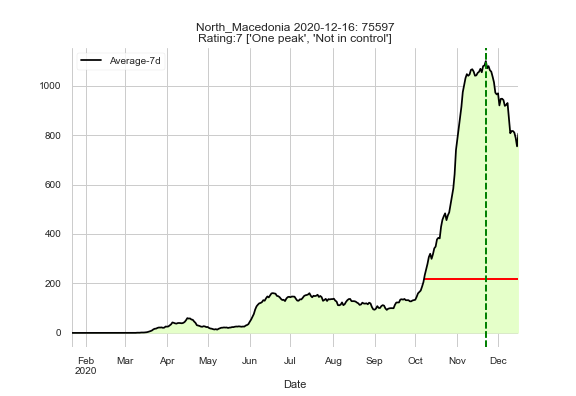 North_Macedonia 2020-12-16: 75597
Rating:7 ['One peak', 'Not in control']
Average-7d
1000
800
600
400
200
0
Feb Mar Apr May Jun Jul Aug Sep Oct Nov Dec
2020
Date